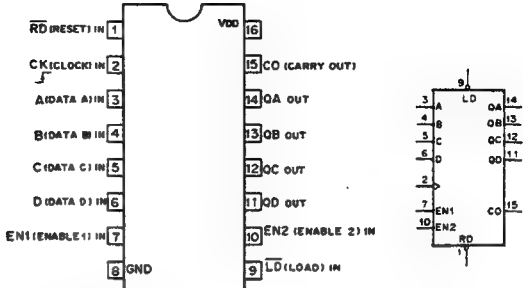 RD (RESET) IN 1
CK(CLOCK) IN 2
A(DATA A) IN 3
B(DATA B) IN 4
C(DATA C) IN 5
D(DATA D) IN 6
EN1(ENABLE1) IN 7
8 GND
VDD 16
15 CO (CARRY OUT)
14 QA OUT
13 QB OUT
12 QC OUT
11 QD OUT
10 EN2 (ENABLE 2) IN
9 LD(LOAD) IN
9
LD
3 A QA 14
4 B QB 13
5 C QC 12
6 D QD 11
2
7 EN1 CO 15
10 EN2
RD
1